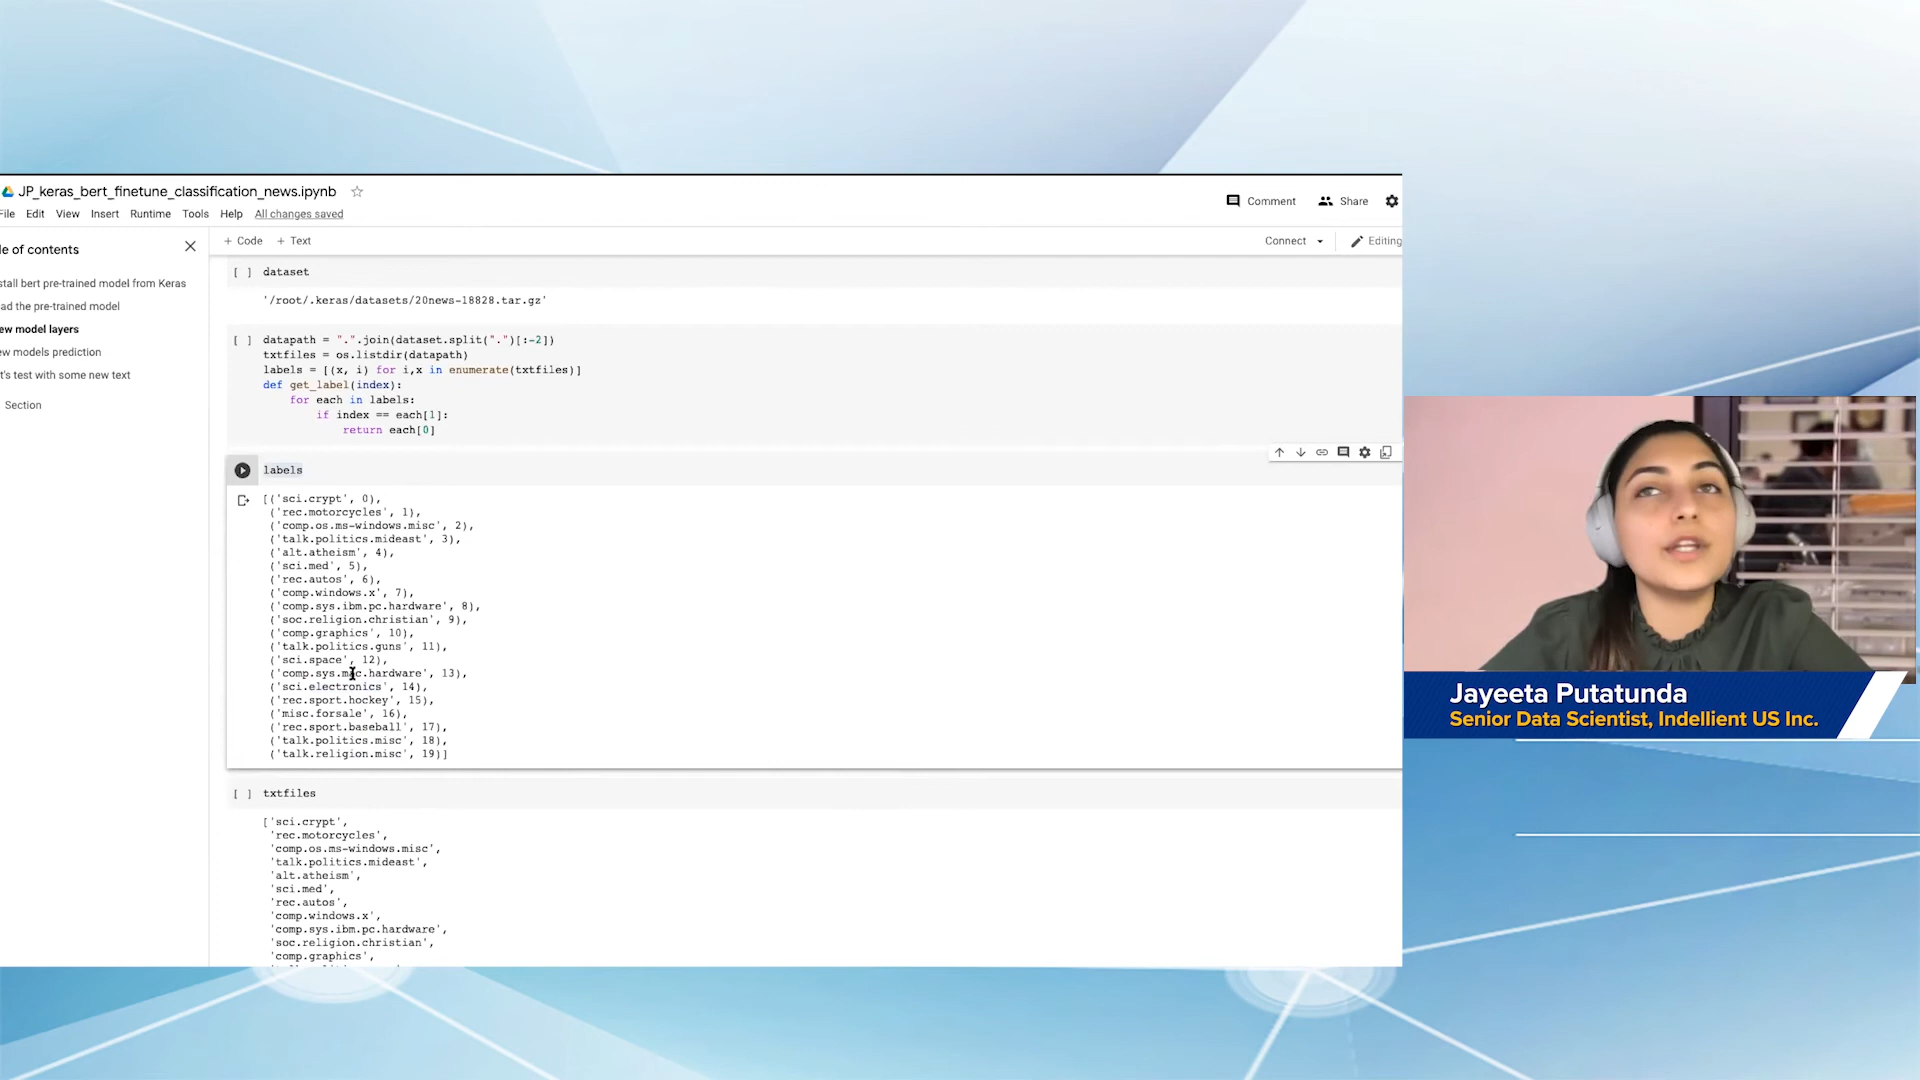 JP_keras_bert_finetune_classification_news.ipynb
File Edit View Insert Runtime Tools Help All changes saved
Comment Share
le of contents
+ Code + Text
Connect Editing
stall bert pre-trained model from Keras
ad the pre-trained model
ew model layers
ew models prediction
t's test with some new text
Section
[ ] dataset
'/root/.keras/datasets/20news-18828.tar.gz'
[ ] datapath = ".".join(dataset.split(".")[:-2])
txtfiles = os.listdir(datapath)
labels = [(x, i) for i,x in enumerate(txtfiles)]
def get_label(index):
for each in labels:
if index == each[1]:
return each[0]
labels
[('sci.crypt', 0),
('rec.motorcycles', 1),
('comp.os.ms-windows.misc', 2),
('talk.politics.mideast', 3),
('alt.atheism', 4),
('sci.med', 5),
('rec.autos', 6),
('comp.windows.x', 7),
('comp.sys.ibm.pc.hardware', 8),
('soc.religion.christian', 9),
('comp.graphics', 10),
('talk.politics.guns', 11),
('sci.space', 12),
('comp.sys.mac.hardware', 13),
('sci.electronics', 14),
('rec.sport.hockey', 15),
('misc.forsale', 16),
('rec.sport.baseball', 17),
('talk.politics.misc', 18),
('talk.religion.misc', 19)]
[ ] txtfiles
['sci.crypt',
'rec.motorcycles',
'comp.os.ms-windows.misc',
'talk.politics.mideast',
'alt.atheism',
'sci.med',
'rec.autos',
'comp.windows.x',
'comp.sys.ibm.pc.hardware',
'soc.religion.christian',
'comp.graphics',
Jayeeta Putatunda
Senior Data Scientist, Indellient US Inc.